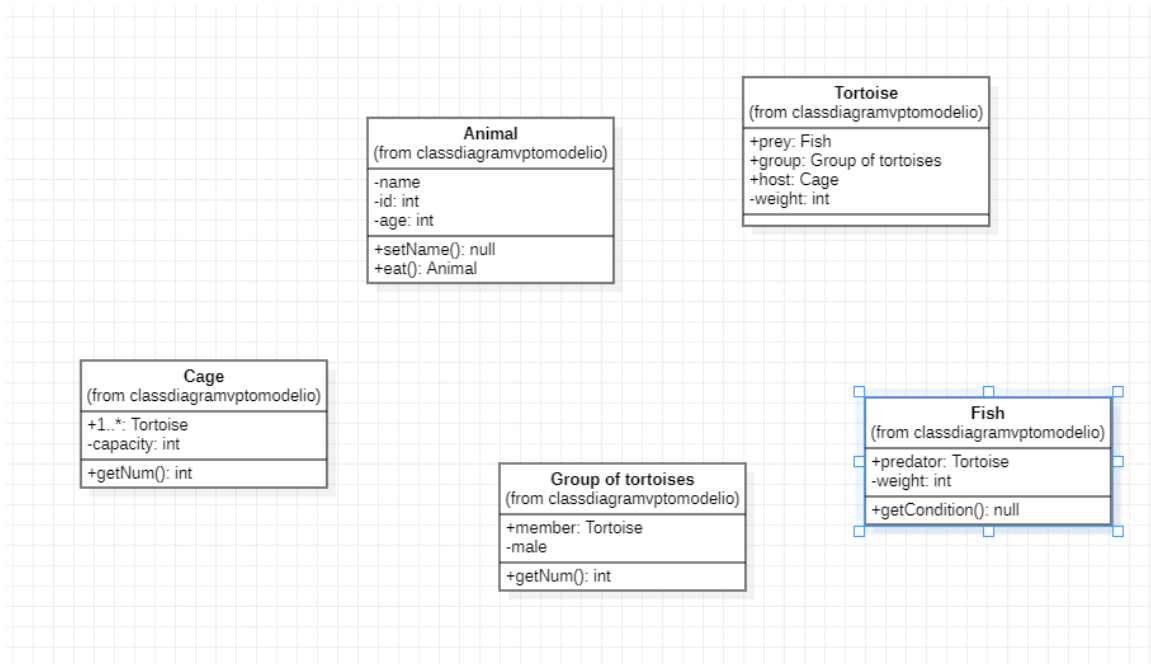 Tortoise
(from classdiagramvptomodelio)
+prey: Fish
+group: Group of tortoises
+host: Cage
-weight: int
Animal
(from classdiagramvptomodelio)
-name
-id: int
-age: int
+setName(): null
+eat(): Animal
Cage
(from classdiagramvptomodelio)
+1..*: Tortoise
-capacity: int
+getNum(): int
Fish
(from classdiagramvptomodelio)
+predator: Tortoise
-weight: int
+getCondition(): null
Group of tortoises
(from classdiagramvptomodelio)
+member: Tortoise
-male
+getNum(): int